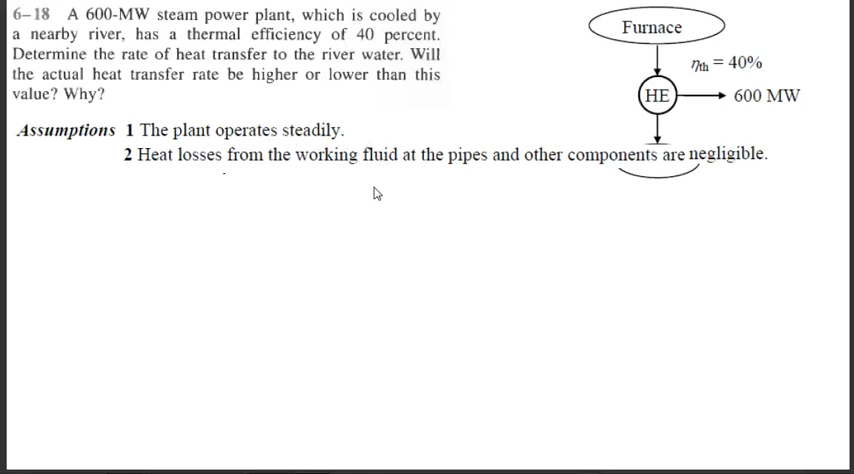 6–18 A 600-MW steam power plant, which is cooled by
a nearby river, has a thermal efficiency of 40 percent.
Determine the rate of heat transfer to the river water. Will
the actual heat transfer rate be higher or lower than this
value? Why?
Furnace
ηth = 40%
HE
600 MW
Assumptions 1 The plant operates steadily.
2 Heat losses from the working fluid at the pipes and other components are negligible.